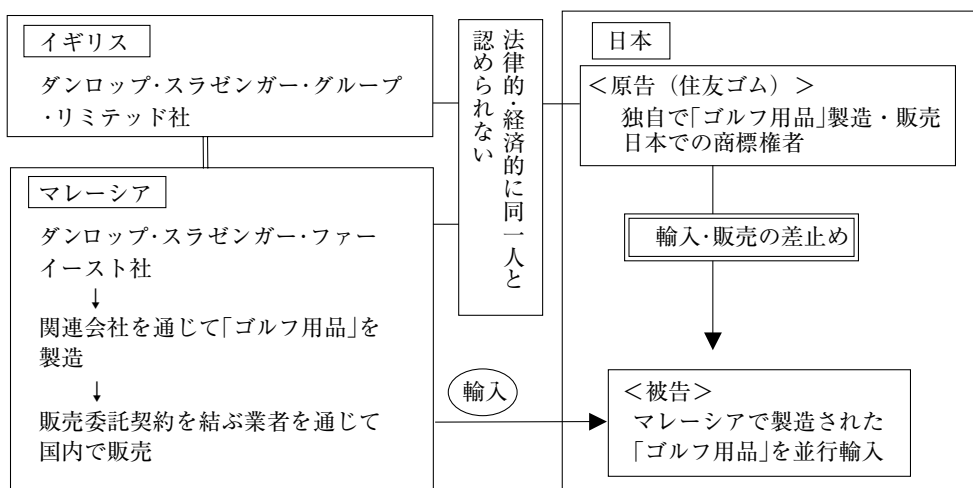 イギリス
ダンロップ・スラゼンガー・グループ
・リミテッド社
マレーシア
ダンロップ・スラゼンガー・ファー
イースト社
↓
関連会社を通じて「ゴルフ用品」を
製造
↓
販売委託契約を結ぶ業者を通じて
国内で販売
法律的・経済的に同一人と
認められない
輸入
日本
＜原告（住友ゴム）＞
独自で「ゴルフ用品」製造・販売
日本での商標権者
輸入・販売の差止め
＜被告＞
マレーシアで製造された
「ゴルフ用品」を並行輸入